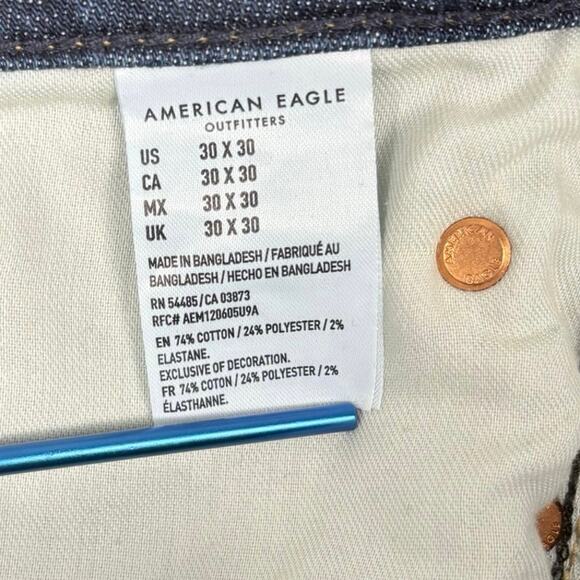 AMERICAN EAGLE
OUTFITTERS
US 30 X 30
CA 30 X 30
MX 30 X 30
UK 30 X 30
MADE IN BANGLADESH / FABRIQUÉ AU
BANGLADESH / HECHO EN BANGLADESH
RN 54485 / CA 03873
RFC# AEM120605U9A
EN 74% COTTON / 24% POLYESTER / 2%
ELASTANE.
EXCLUSIVE OF DECORATION.
FR 74% COTON / 24% POLYESTER / 2%
ÉLASTHANNE.
AMERICAN
EAGLE